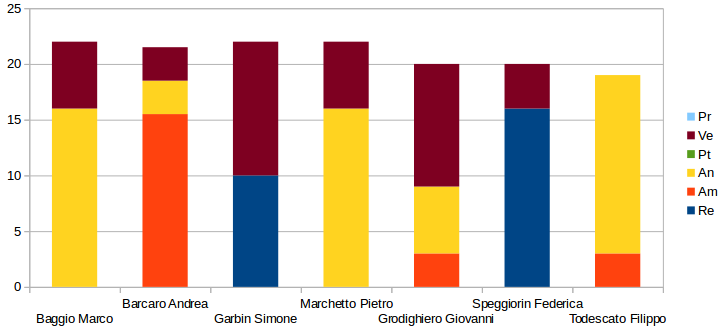 25
20
15
10
5
0
Baggio Marco
Barcaro Andrea
Garbin Simone
Marchetto Pietro
Grodighiero Giovanni
Speggiorin Federica
Todescato Filippo
Pr
Ve
Pt
An
Am
Re